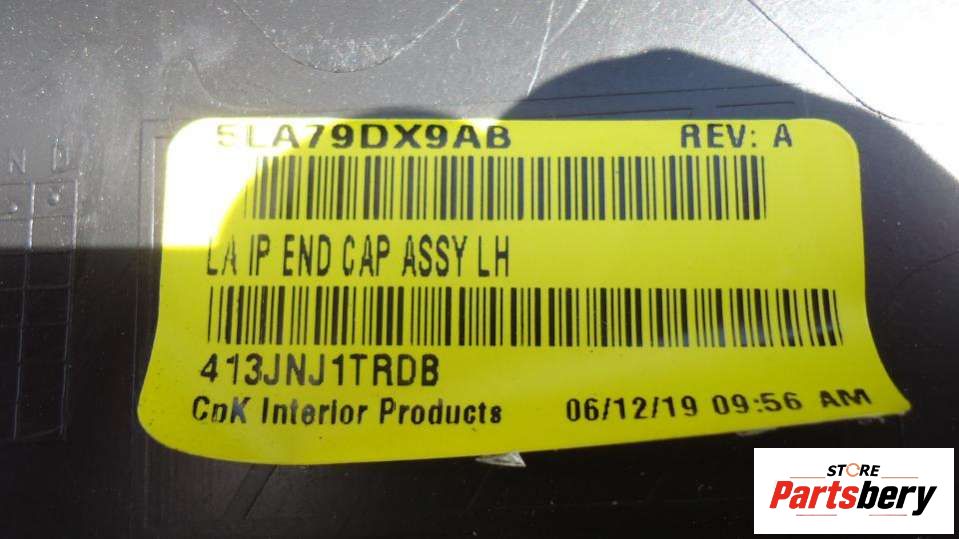 5LA79DX9AB REV: A
LA IP END CAP ASSY LH
413JNJ1TRDB
CpK Interior Products 06/12/19 09:56 AM
N D
STORE
Partsbery